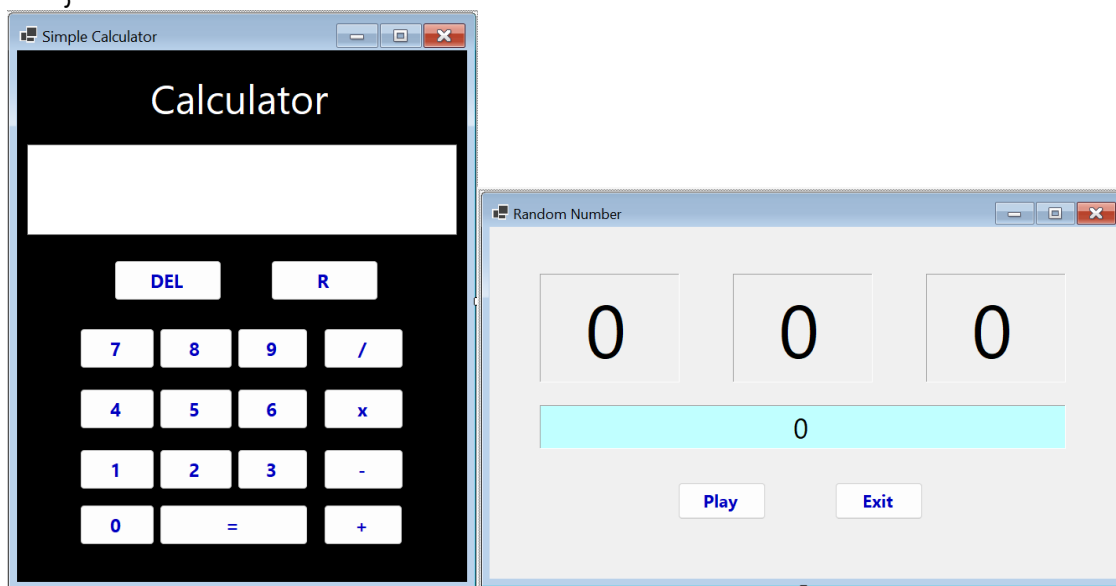 Simple Calculator
Calculator
DEL R
7 8 9 /
4 5 6 x
1 2 3 -
0 = +
Random Number
0 0 0
0
Play Exit